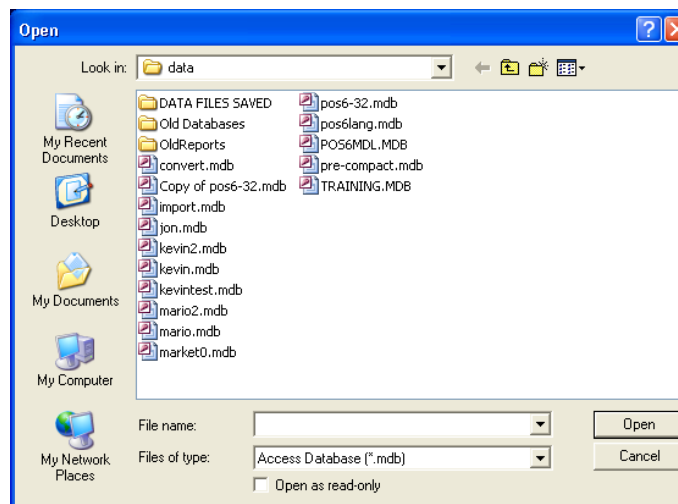 Open
Look in: data
My Recent
Documents
Desktop
My Documents
My Computer
My Network
Places
DATA FILES SAVED
Old Databases
OldReports
convert.mdb
Copy of pos6-32.mdb
import.mdb
jon.mdb
kevin2.mdb
kevin.mdb
kevintest.mdb
mario2.mdb
mario.mdb
market0.mdb
pos6-32.mdb
pos6lang.mdb
POS6MDL.MDB
pre-compact.mdb
TRAINING.MDB
File name:
Open
Files of type: Access Database (*.mdb)
Cancel
Open as read-only